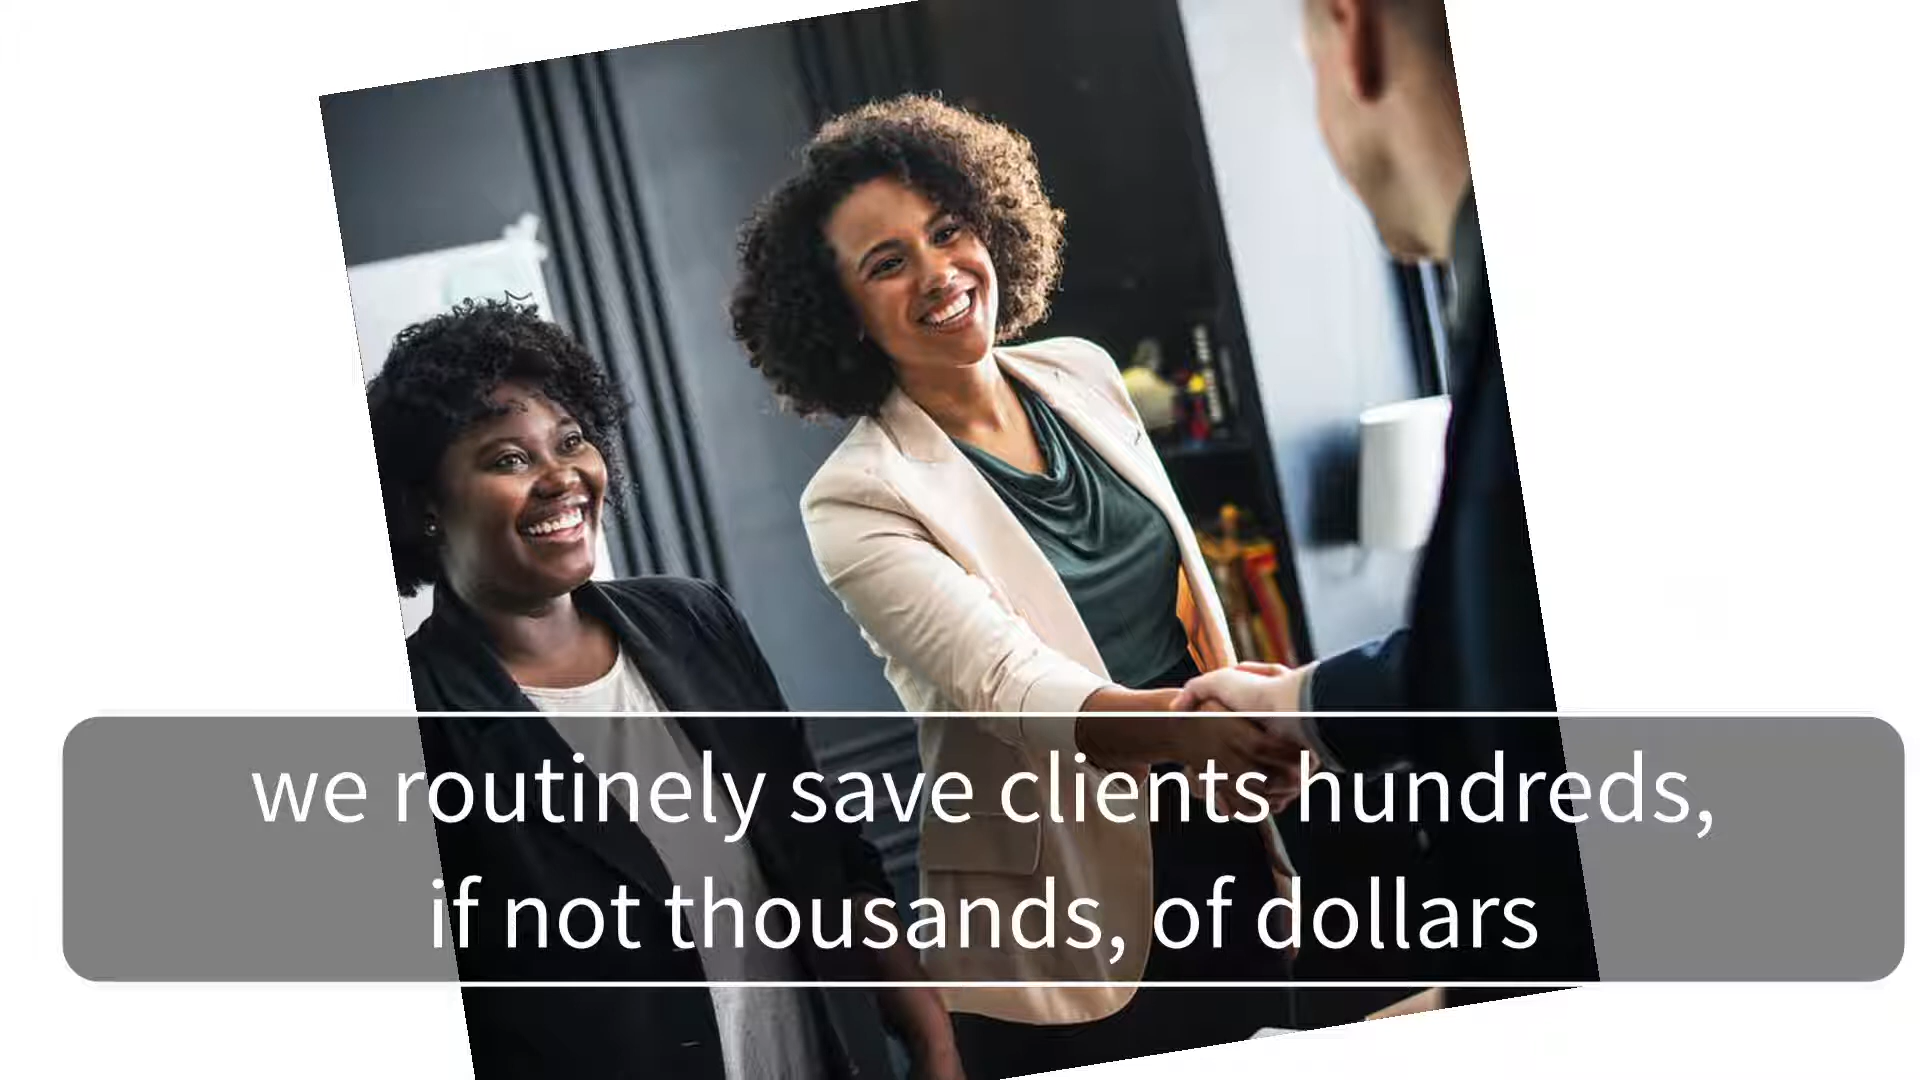 we routinely save clients hundreds,
if not thousands, of dollars